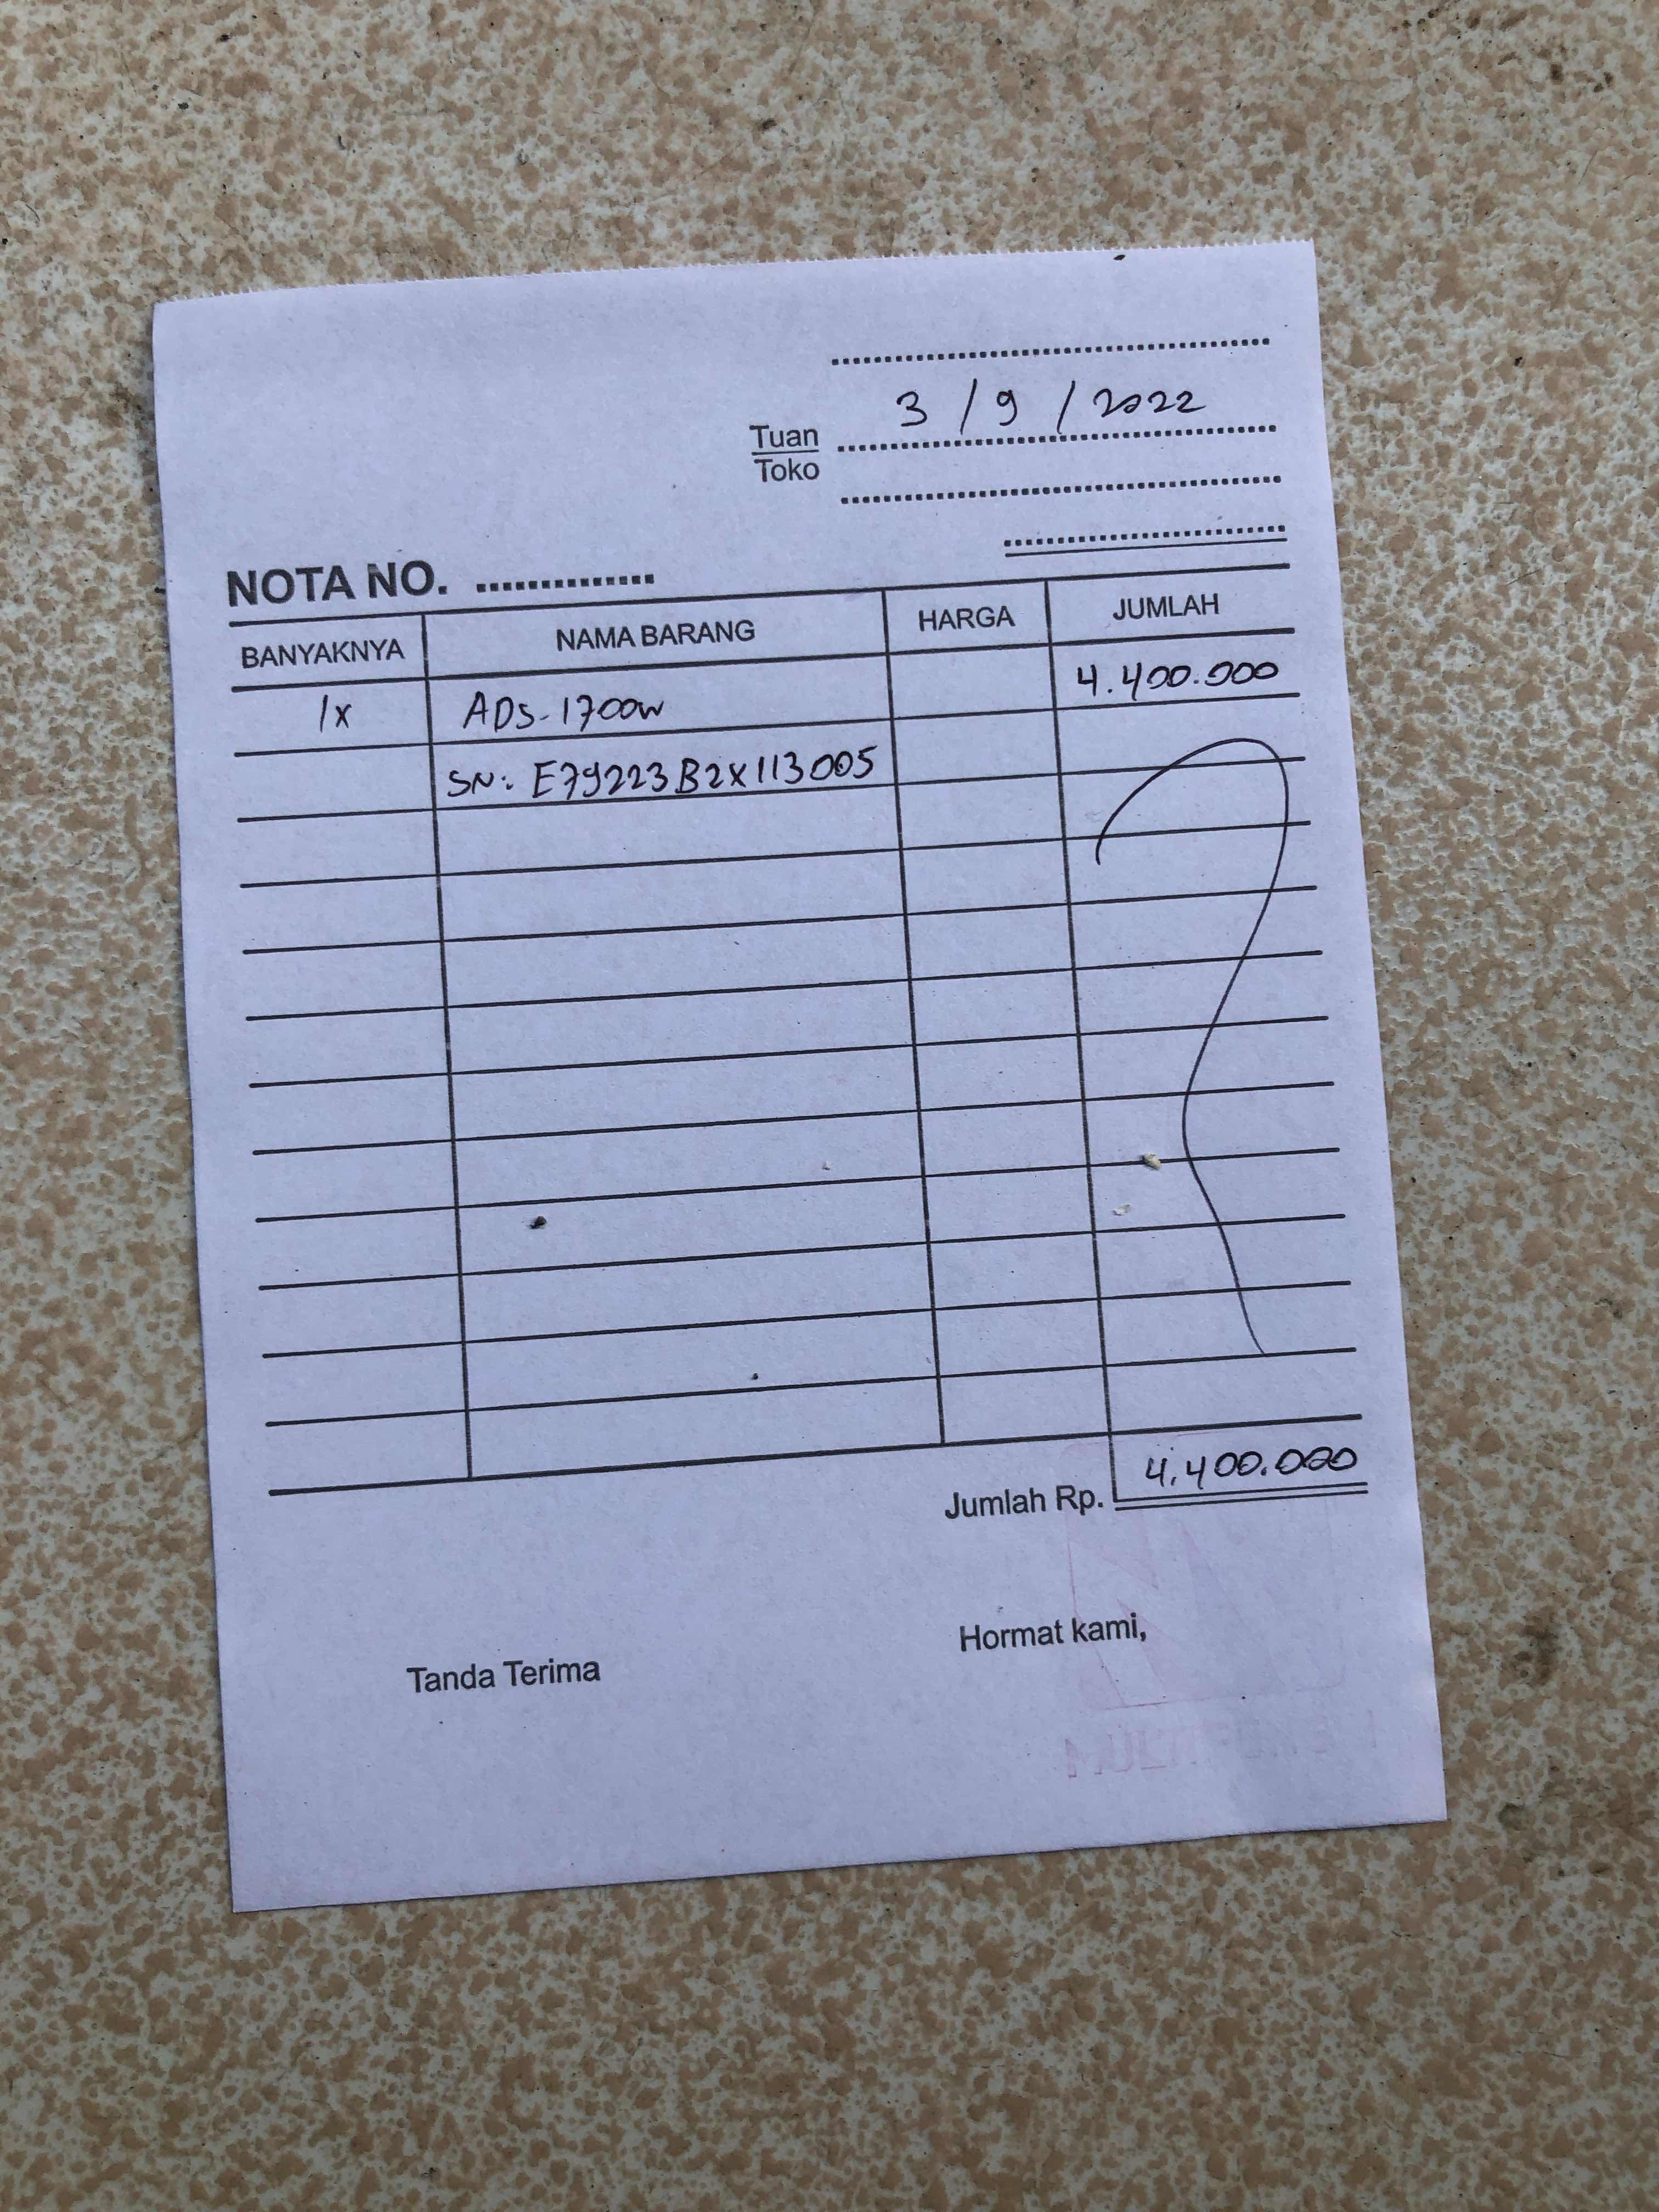 3 / 9 / 2022
Tuan
Toko
NOTA NO.
BANYAKNYA NAMA BARANG HARGA JUMLAH
1x ADS-1700W 4.400.000
SN: E79223B2X113005
Jumlah Rp. 4.400.000
Tanda Terima Hormat kami,